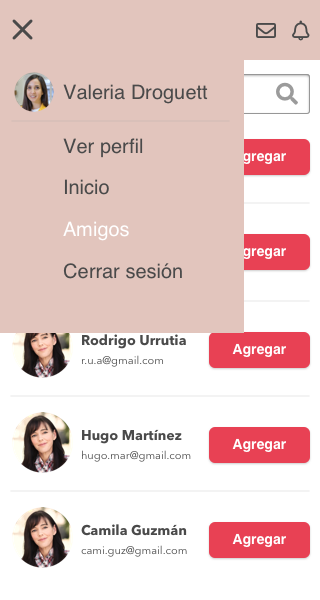 Valeria Droguett
Ver perfil
Agregar
Inicio
Amigos
Agregar
Cerrar sesión
Rodrigo Urrutia
r.u.a@gmail.com
Agregar
Hugo Martínez
hugo.mar@gmail.com
Agregar
Camila Guzmán
cami.guz@gmail.com
Agregar